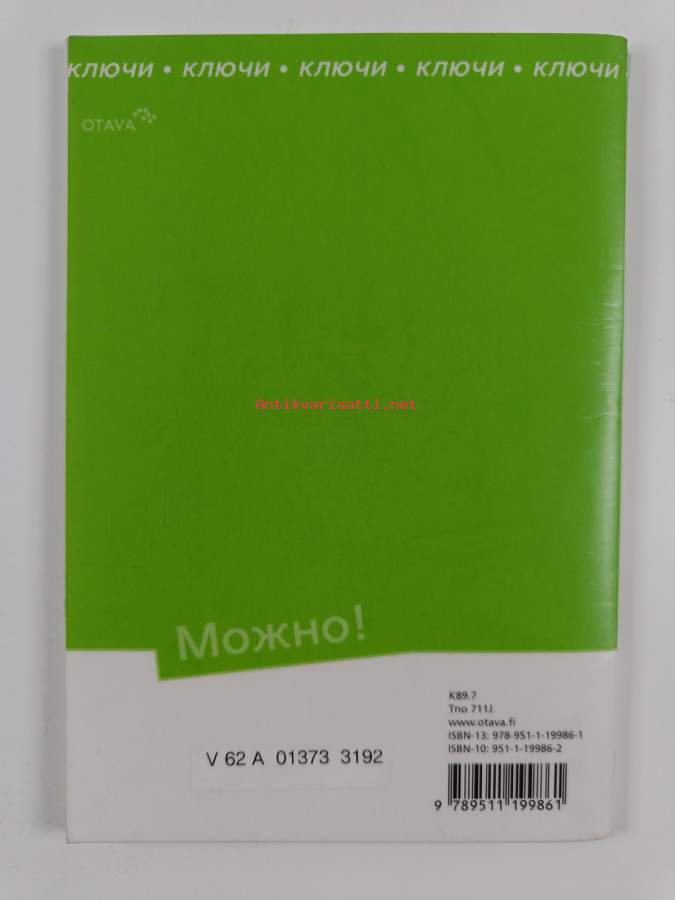 КЛЮЧИ • КЛЮЧИ • КЛЮЧИ • КЛЮЧИ • КЛЮЧИ
OTAVA
Antikvariaatti.net
Можно!
K89.7
Tno 711J
www.otava.fi
ISBN-13: 978-951-1-19986-1
ISBN-10: 951-1-19986-2
V 62 A 01373 3192
9 789511 199861